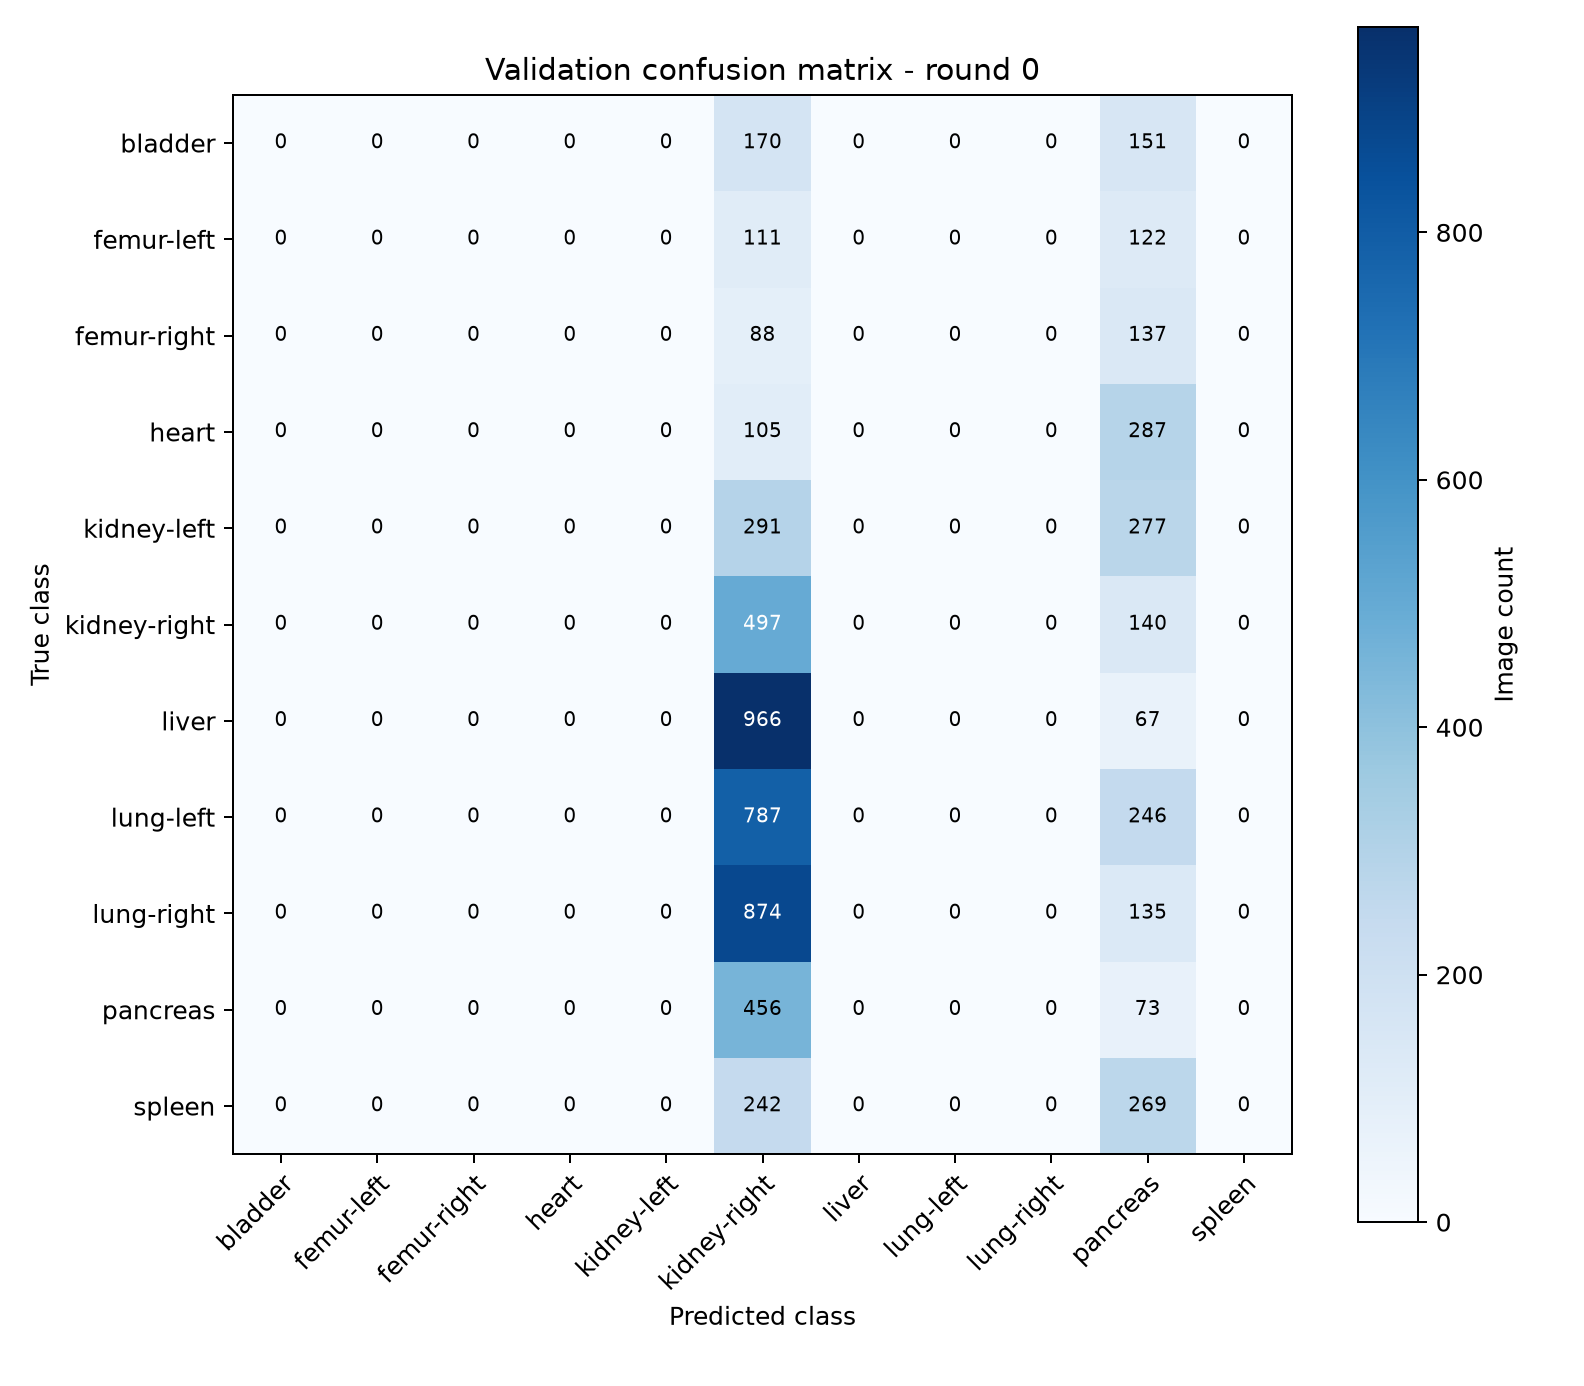 Validation confusion matrix - round 0
bladder 0 0 0 0 0 170 0 0 0 151 0
femur-left 0 0 0 0 0 111 0 0 0 122 0
femur-right 0 0 0 0 0 88 0 0 0 137 0
heart 0 0 0 0 0 105 0 0 0 287 0
kidney-left 0 0 0 0 0 291 0 0 0 277 0
kidney-right 0 0 0 0 0 497 0 0 0 140 0
liver 0 0 0 0 0 966 0 0 0 67 0
lung-left 0 0 0 0 0 787 0 0 0 246 0
lung-right 0 0 0 0 0 874 0 0 0 135 0
pancreas 0 0 0 0 0 456 0 0 0 73 0
spleen 0 0 0 0 0 242 0 0 0 269 0
True class
bladder femur-left femur-right heart kidney-left kidney-right liver lung-left lung-right pancreas spleen
Predicted class
800
600
400
200
0
Image count